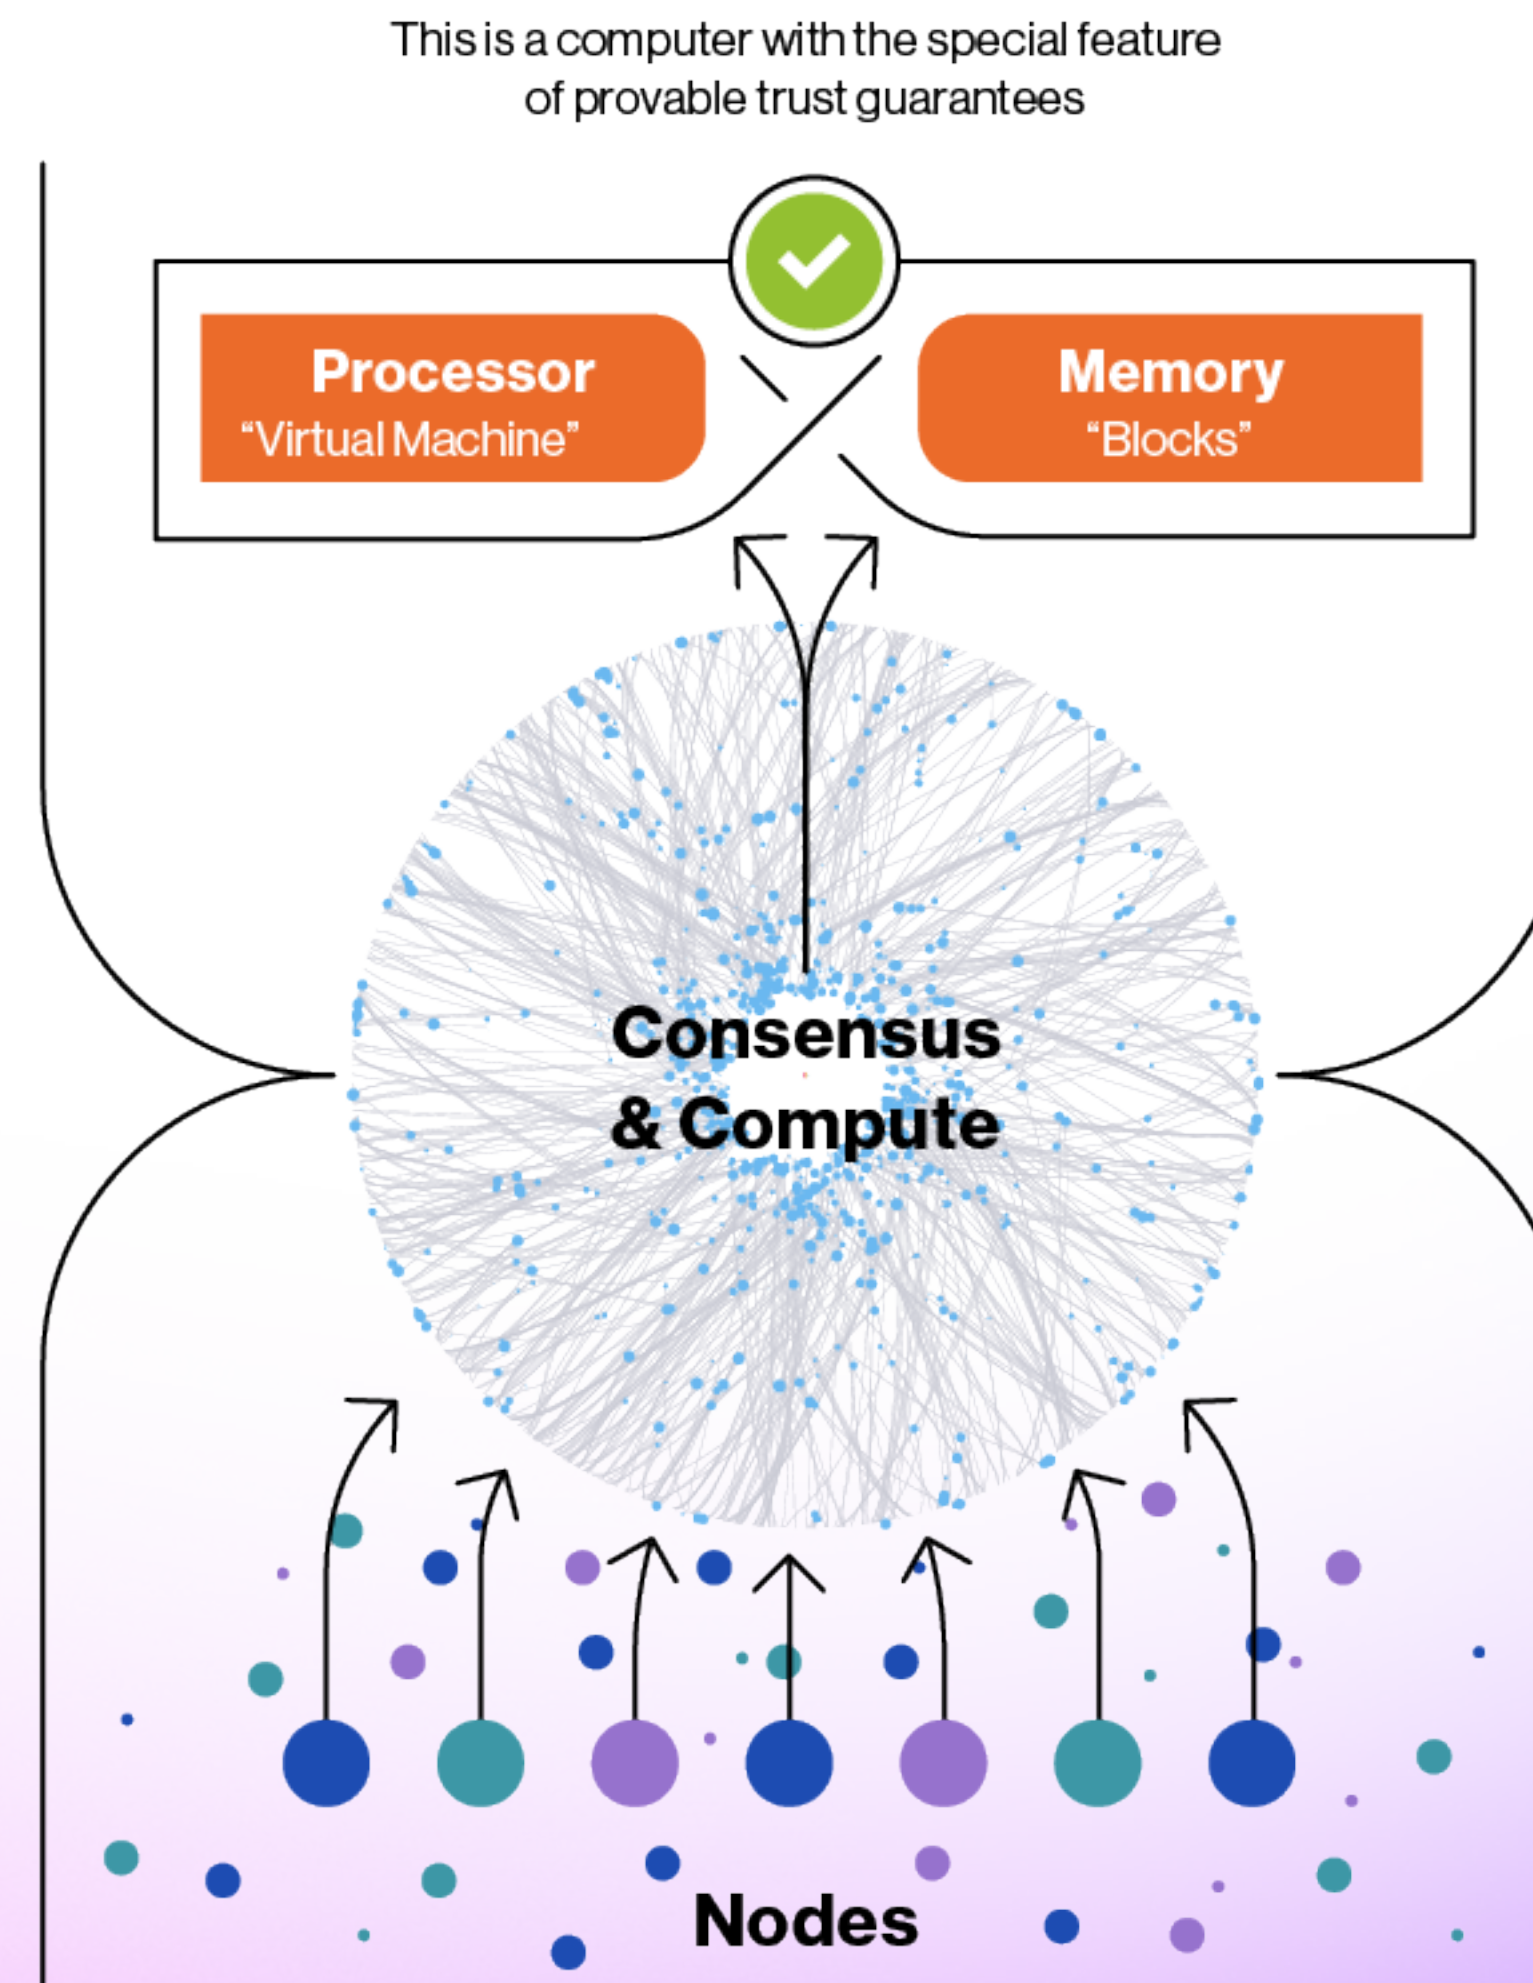 This is a computer with the special feature
of provable trust guarantees
Processor
“Virtual Machine”
Memory
“Blocks”
Consensus
& Compute
Nodes